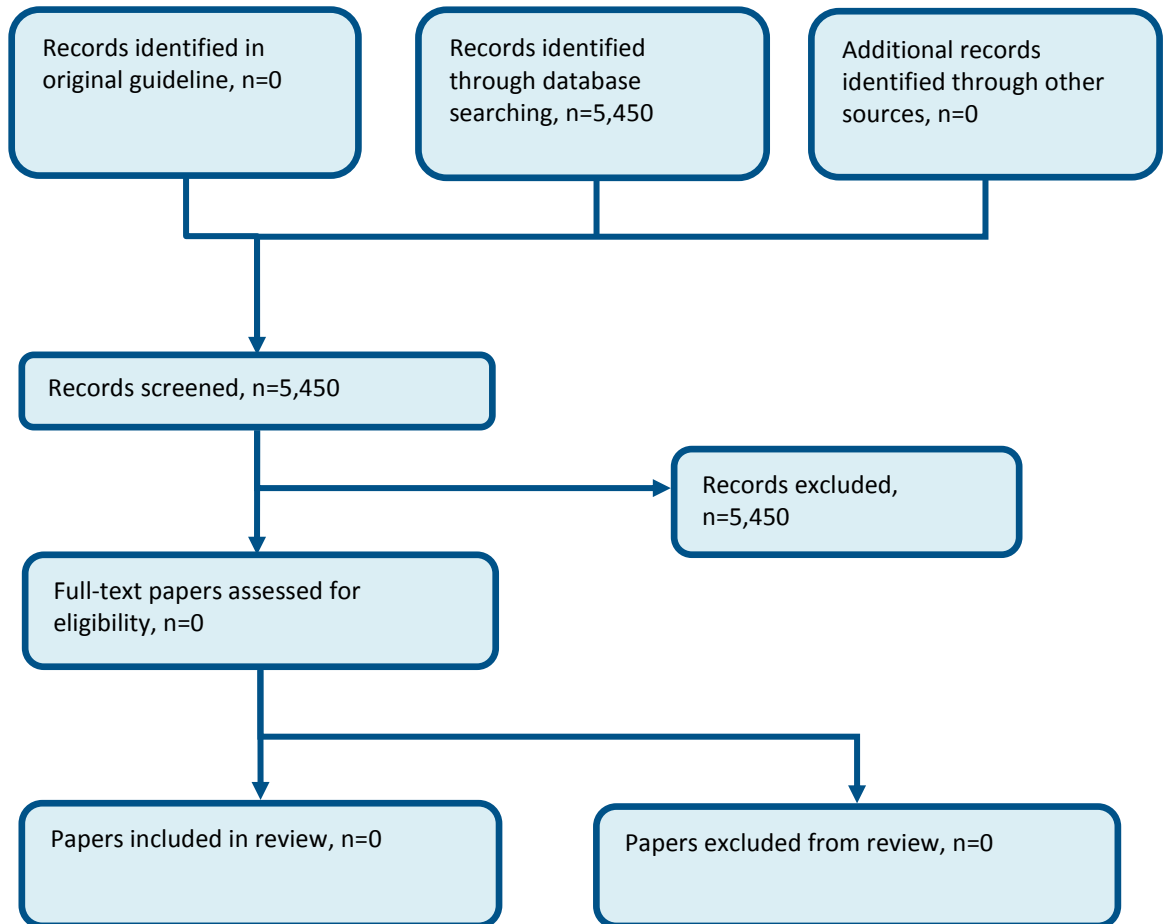 Records identified in
original guideline, n=0
Records identified
through database
searching, n=5,450
Additional records
identified through other
sources, n=0
Records screened, n=5,450
Records excluded,
n=5,450
Full-text papers assessed for
eligibility, n=0
Papers included in review, n=0
Papers excluded from review, n=0